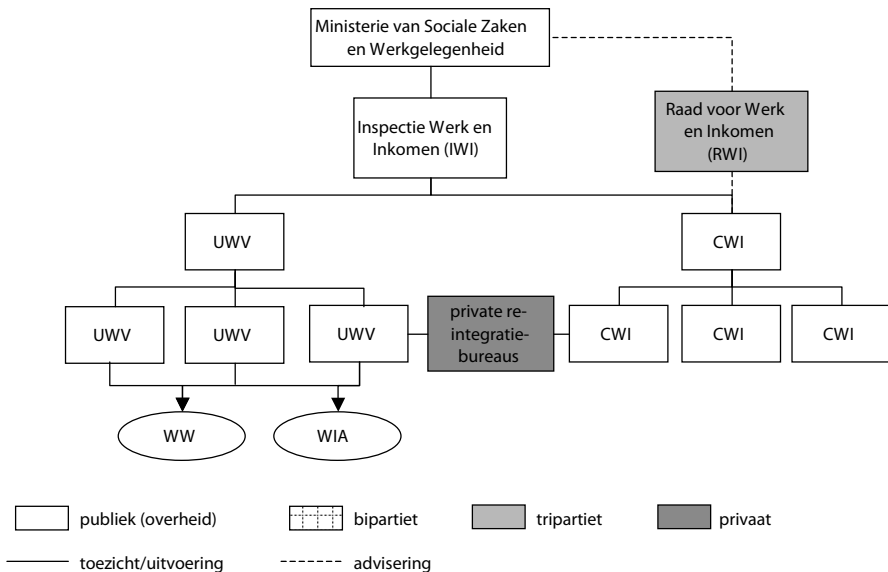 Ministerie van Sociale Zaken
en Werkgelegenheid
Inspectie Werk en
Inkomen (IWI)
Raad voor Werk
en Inkomen
(RWI)
UWV
CWI
UWV
UWV
UWV
private re-
integratie-
bureaus
CWI
CWI
CWI
WW
WIA
publiek (overheid)
bipartiet
tripartiet
privaat
toezicht/uitvoering
advisering